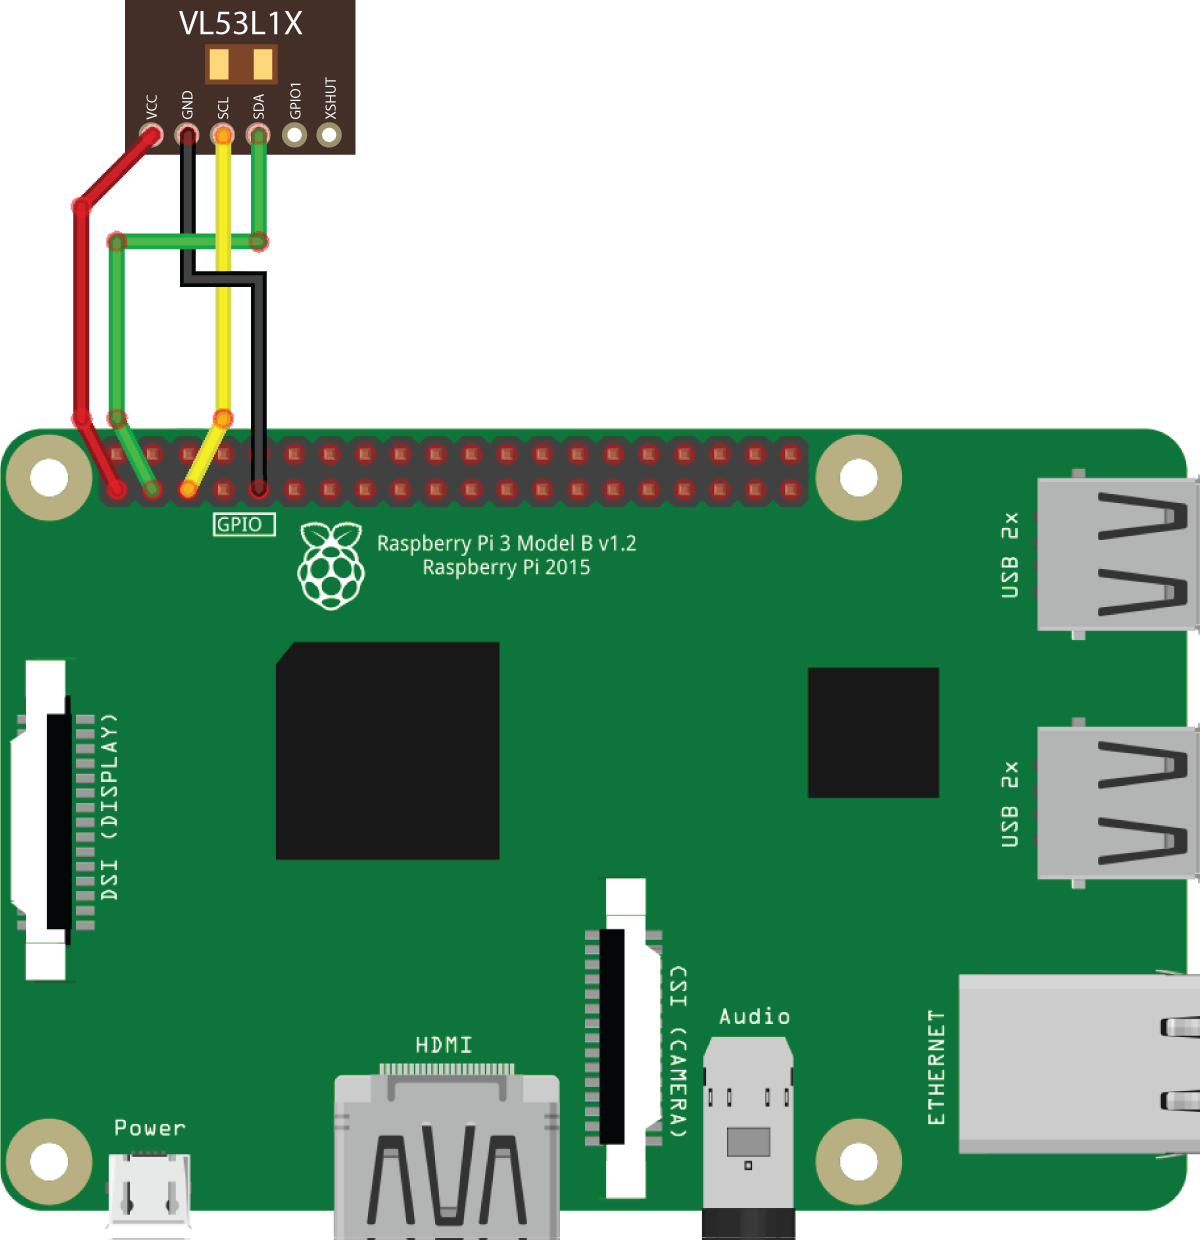 VL53L1X
VCC
GND
SCL
SDA
GPIO1
XSHUT
GPIO
Raspberry Pi 3 Model B v1.2
Raspberry Pi 2015
USB 2x
USB 2x
DSI (DISPLAY)
CSI (CAMERA)
Audio
ETHERNET
HDMI
Power